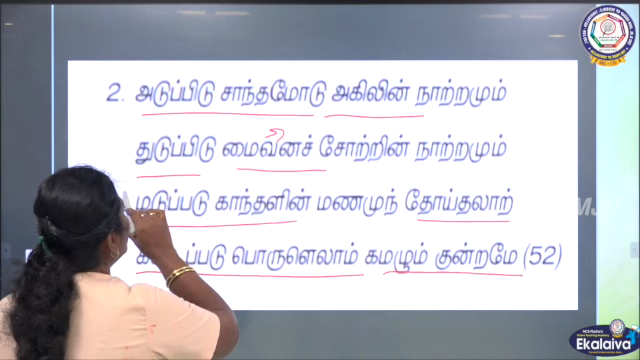 2. அடுப்பிடு சாந்தமோடு அகிலின் நாற்றமும்
துடுப்பிடு மைவனச் சோற்றின் நாற்றமும்
மடுப்படு காந்தளின் மணமுந் தோய்தலாற்
பொருளெலாம் கமழும் குன்றமே (52)
Ekalaiva